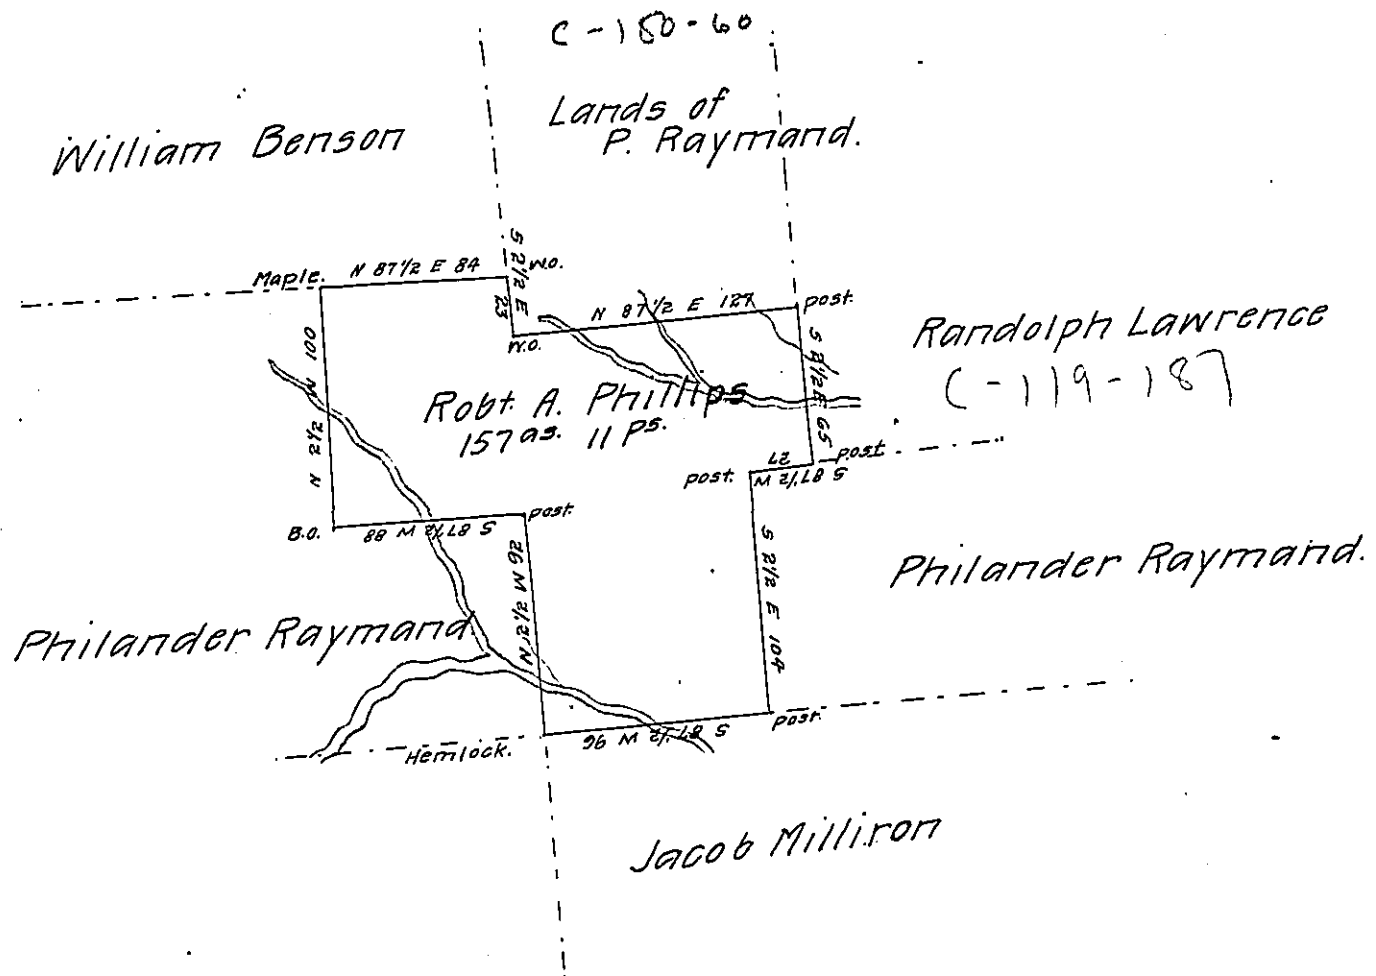 C-150-60
Lands of
P. Raymand.
William Benson
Maple.
N 87½ E 84
S 2½ E 23
W.O.
W.O.
N 87½ E 127
post.
Randolph Lawrence
C-119-187
S 2½ E 65
Robt. A. Phillips
157 as. 11 Ps.
N 2½ W 100
post.
S 87½ W 27
post.
B.O.
S 87½ W 88
post.
S 2½ E 104
Philander Raymand.
Philander Raymand
N 2½ W 92
Hemlock.
S 87½ W 96
post.
Jacob Milliron